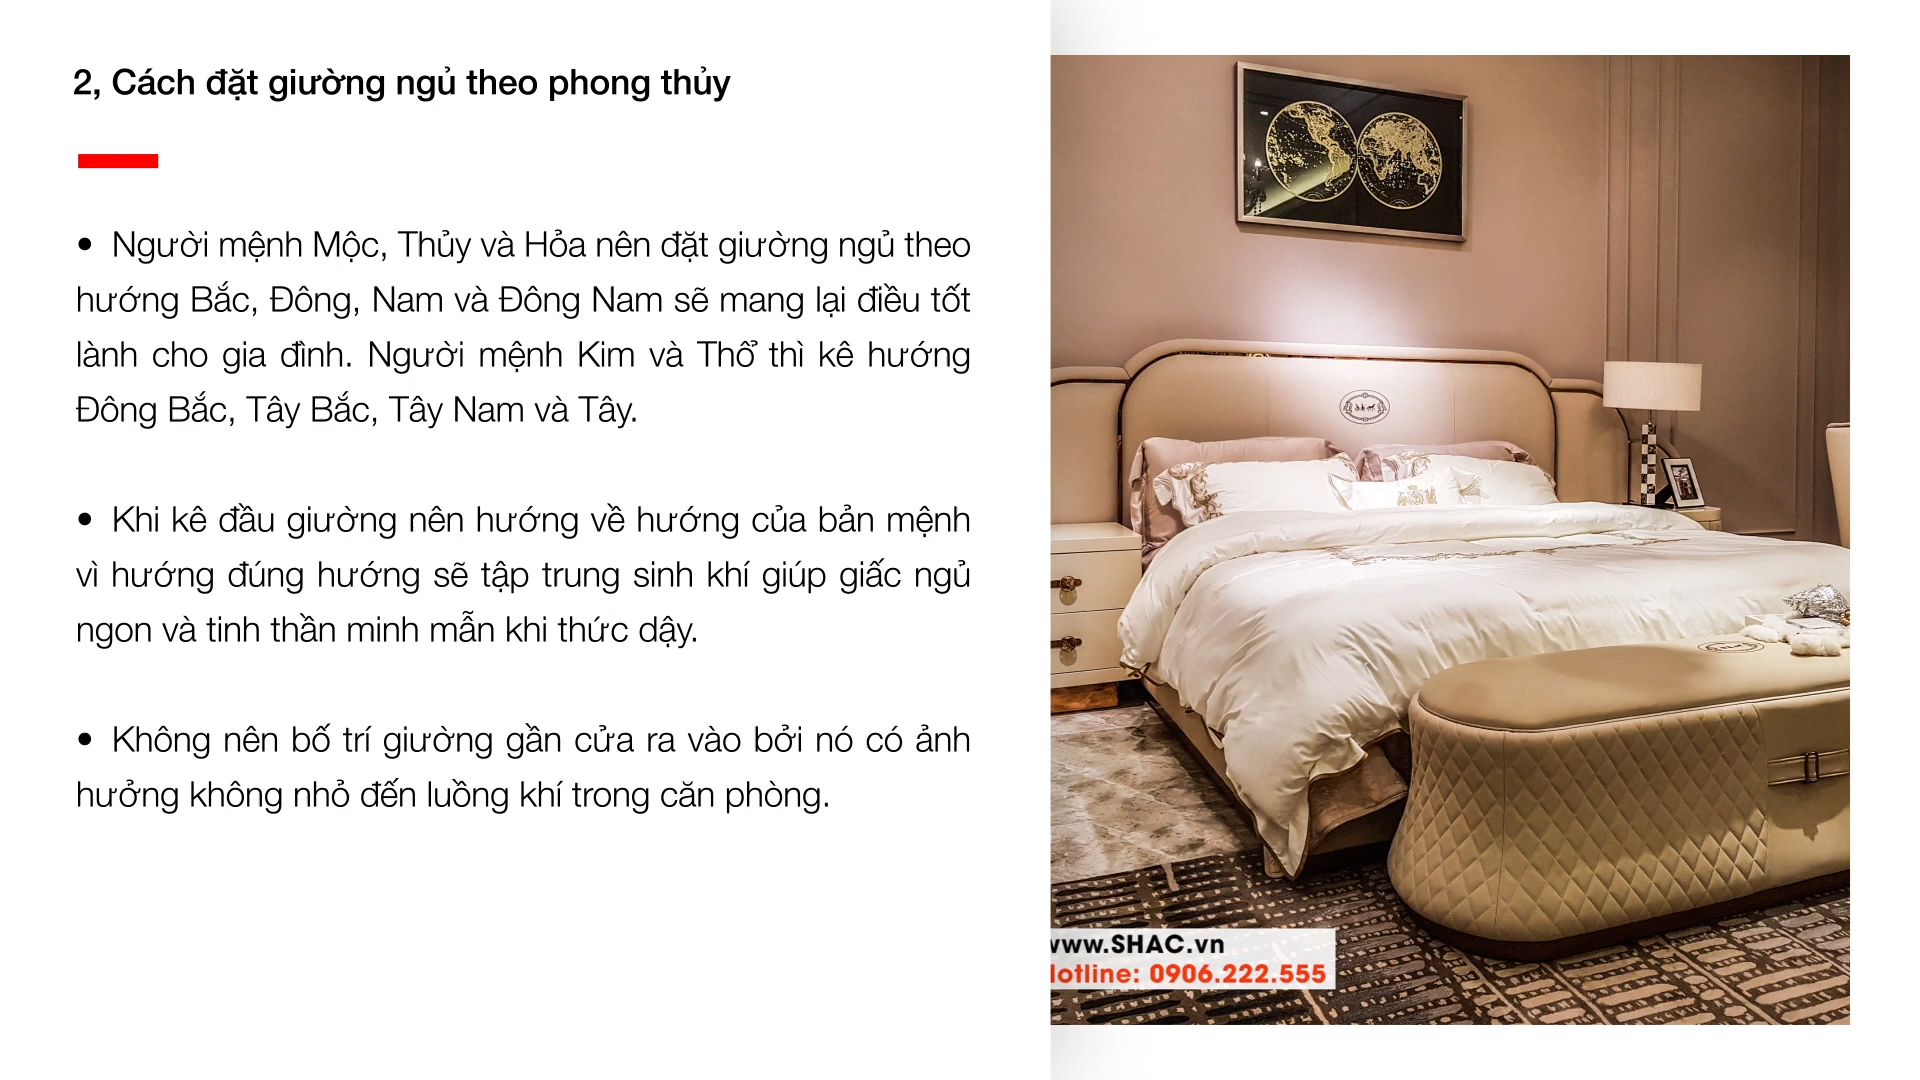 2, Cách đặt giường ngủ theo phong thủy
• Người mệnh Mộc, Thủy và Hỏa nên đặt giường ngủ theo
hướng Bắc, Đông, Nam và Đông Nam sẽ mang lại điều tốt
lành cho gia đình. Người mệnh Kim và Thổ thì kê hướng
Đông Bắc, Tây Bắc, Tây Nam và Tây.
• Khi kê đầu giường nên hướng về hướng của bản mệnh
vì hướng đúng hướng sẽ tập trung sinh khí giúp giấc ngủ
ngon và tinh thần minh mẫn khi thức dậy.
• Không nên bố trí giường gần cửa ra vào bởi nó có ảnh
hưởng không nhỏ đến luồng khí trong căn phòng.
www.SHAC.vn
Hotline: 0906.222.555